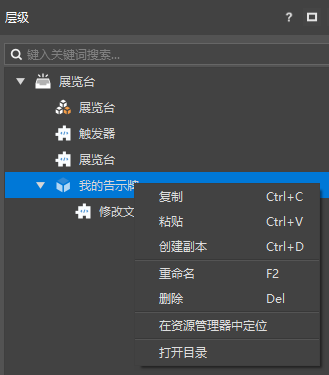 层级
?
键入关键词搜索...
展览台
展览台
触发器
展览台
我的告示牌
修改文
复制 Ctrl+C
粘贴 Ctrl+V
创建副本 Ctrl+D
重命名 F2
删除 Del
在资源管理器中定位
打开目录